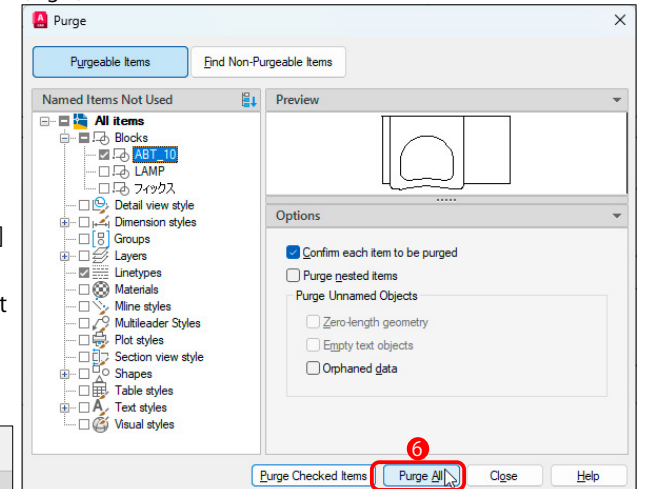 Purge
Purgeable Items
Find Non-Purgeable Items
Named Items Not Used
All items
Blocks
ABT_10
LAMP
フィックス
Detail view style
Dimension styles
Groups
Layers
Linetypes
Materials
Mline styles
Multileader Styles
Plot styles
Section view style
Shapes
Table styles
Text styles
Visual styles
Preview
Options
Confirm each item to be purged
Purge nested items
Purge Unnamed Objects
Zero-length geometry
Empty text objects
Orphaned data
6
Purge Checked Items
Purge All
Close
Help
]
t